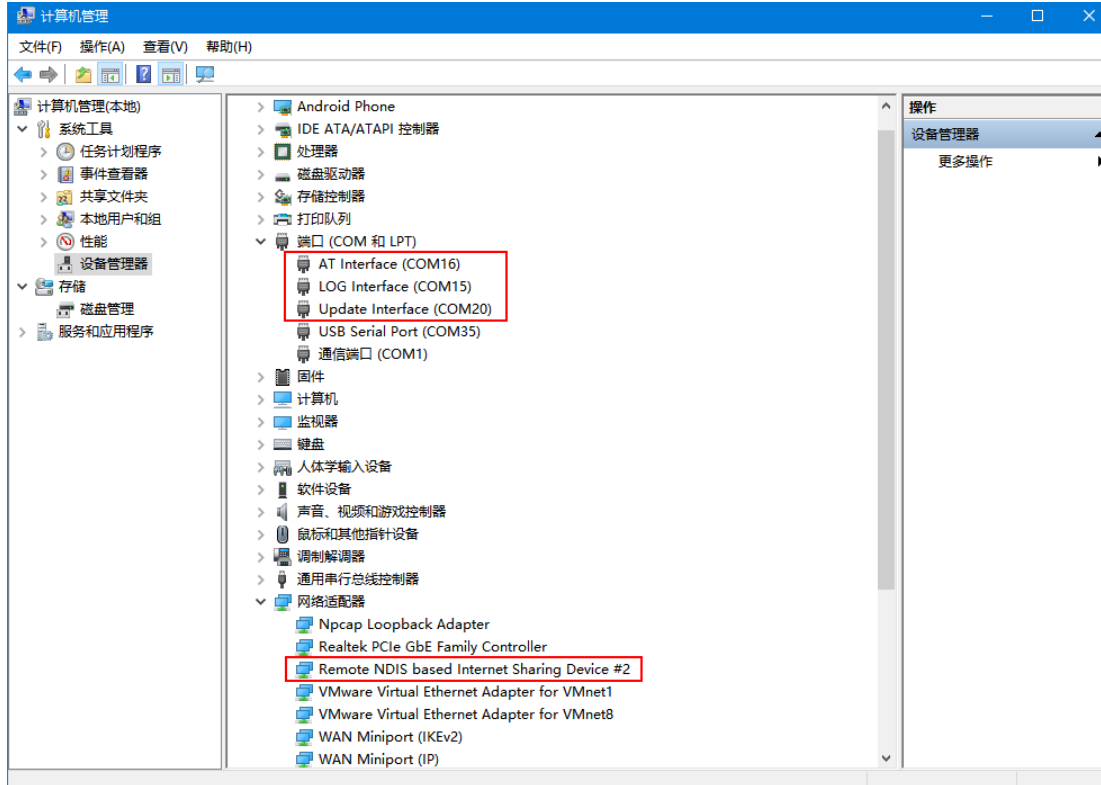 计算机管理
文件(F) 操作(A) 查看(V) 帮助(H)
计算机管理(本地)
系统工具
任务计划程序
事件查看器
共享文件夹
本地用户和组
性能
设备管理器
存储
磁盘管理
服务和应用程序
Android Phone
IDE ATA/ATAPI 控制器
处理器
磁盘驱动器
存储控制器
打印队列
端口 (COM 和 LPT)
AT Interface (COM16)
LOG Interface (COM15)
Update Interface (COM20)
USB Serial Port (COM35)
通信端口 (COM1)
固件
计算机
监视器
键盘
人体学输入设备
软件设备
声音、视频和游戏控制器
鼠标和其他指针设备
调制解调器
通用串行总线控制器
网络适配器
Npcap Loopback Adapter
Realtek PCIe GbE Family Controller
Remote NDIS based Internet Sharing Device #2
VMware Virtual Ethernet Adapter for VMnet1
VMware Virtual Ethernet Adapter for VMnet8
WAN Miniport (IKEv2)
WAN Miniport (IP)
操作
设备管理器
更多操作